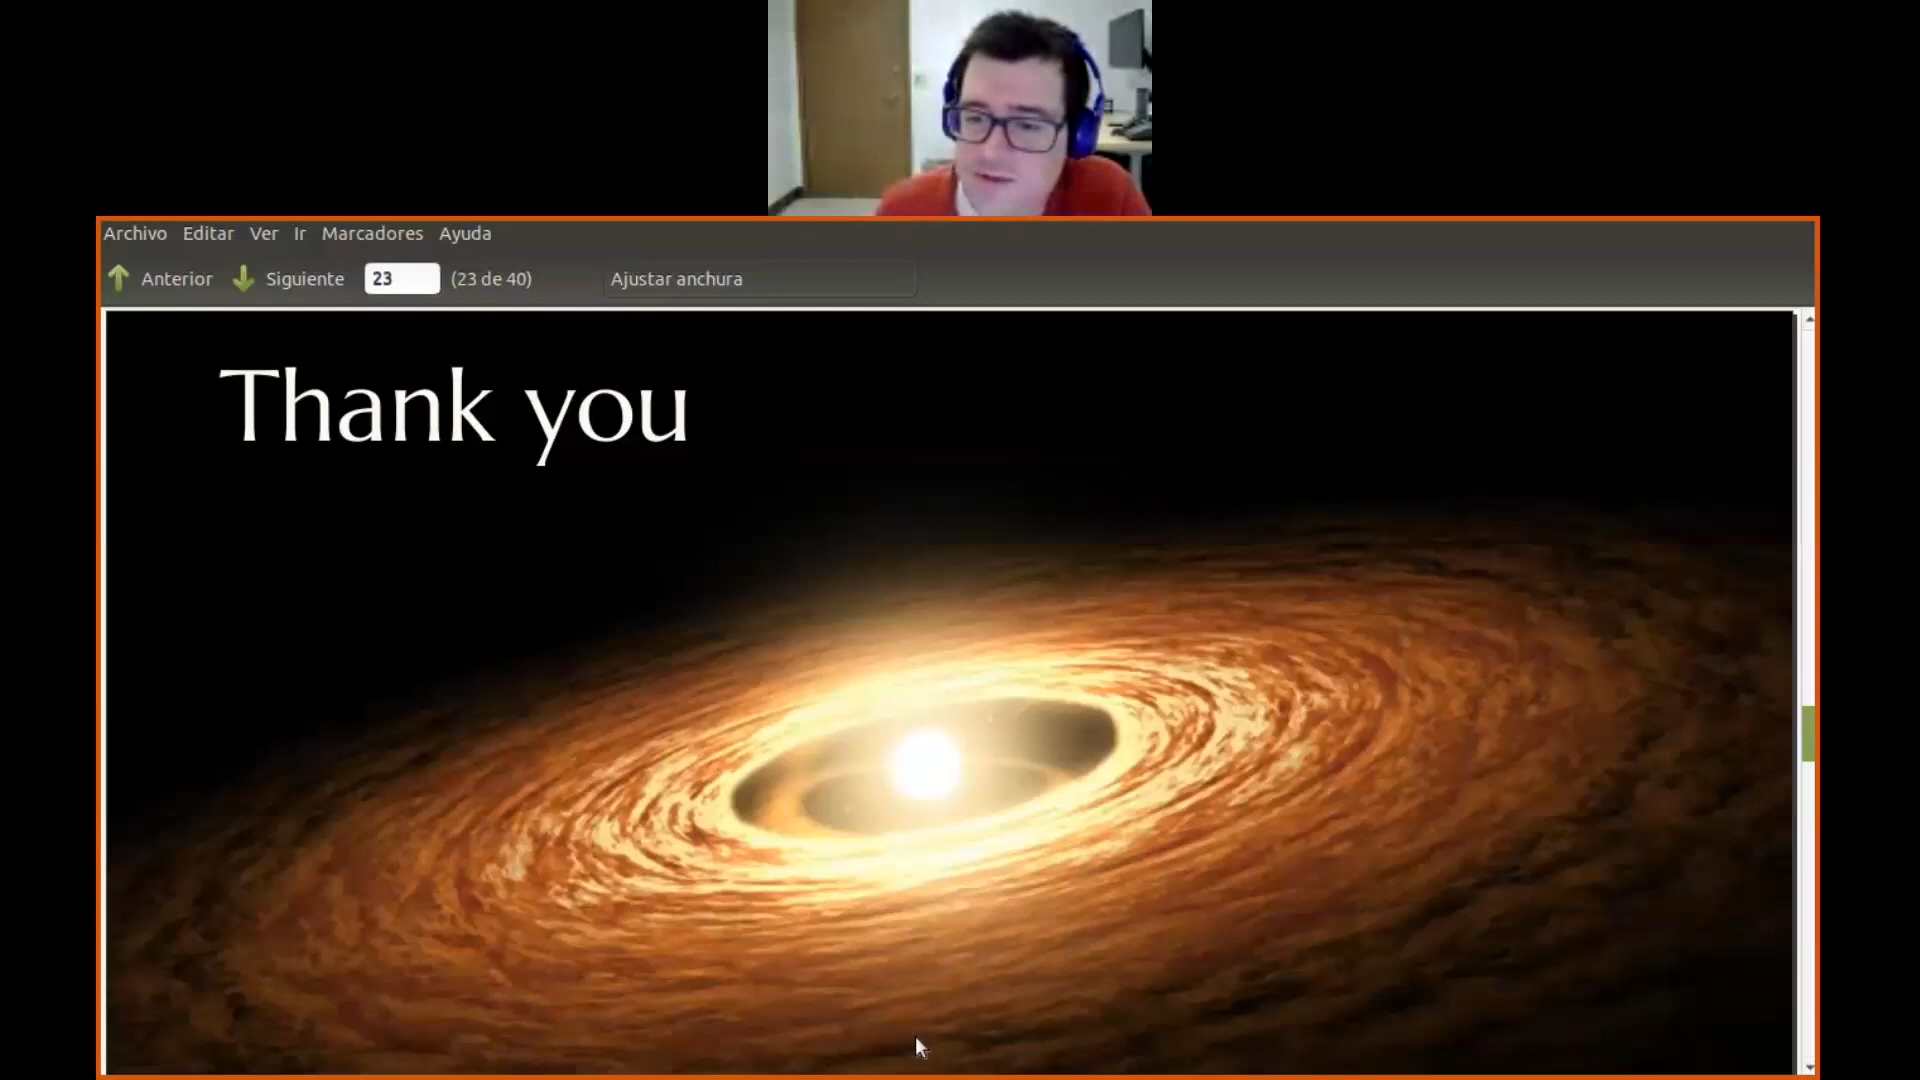 Archivo Editar Ver Ir Marcadores Ayuda
Anterior Siguiente 23 (23 de 40) Ajustar anchura
Thank you